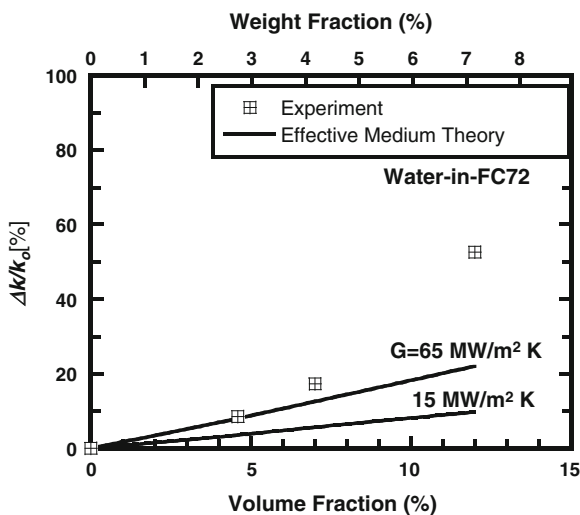 Weight Fraction (%)
0 1 2 3 4 5 6 7 8
100
80
60
40
20
0
Δk/kₒ[%]
Experiment
Effective Medium Theory
Water-in-FC72
G=65 MW/m² K
15 MW/m² K
0 5 10 15
Volume Fraction (%)